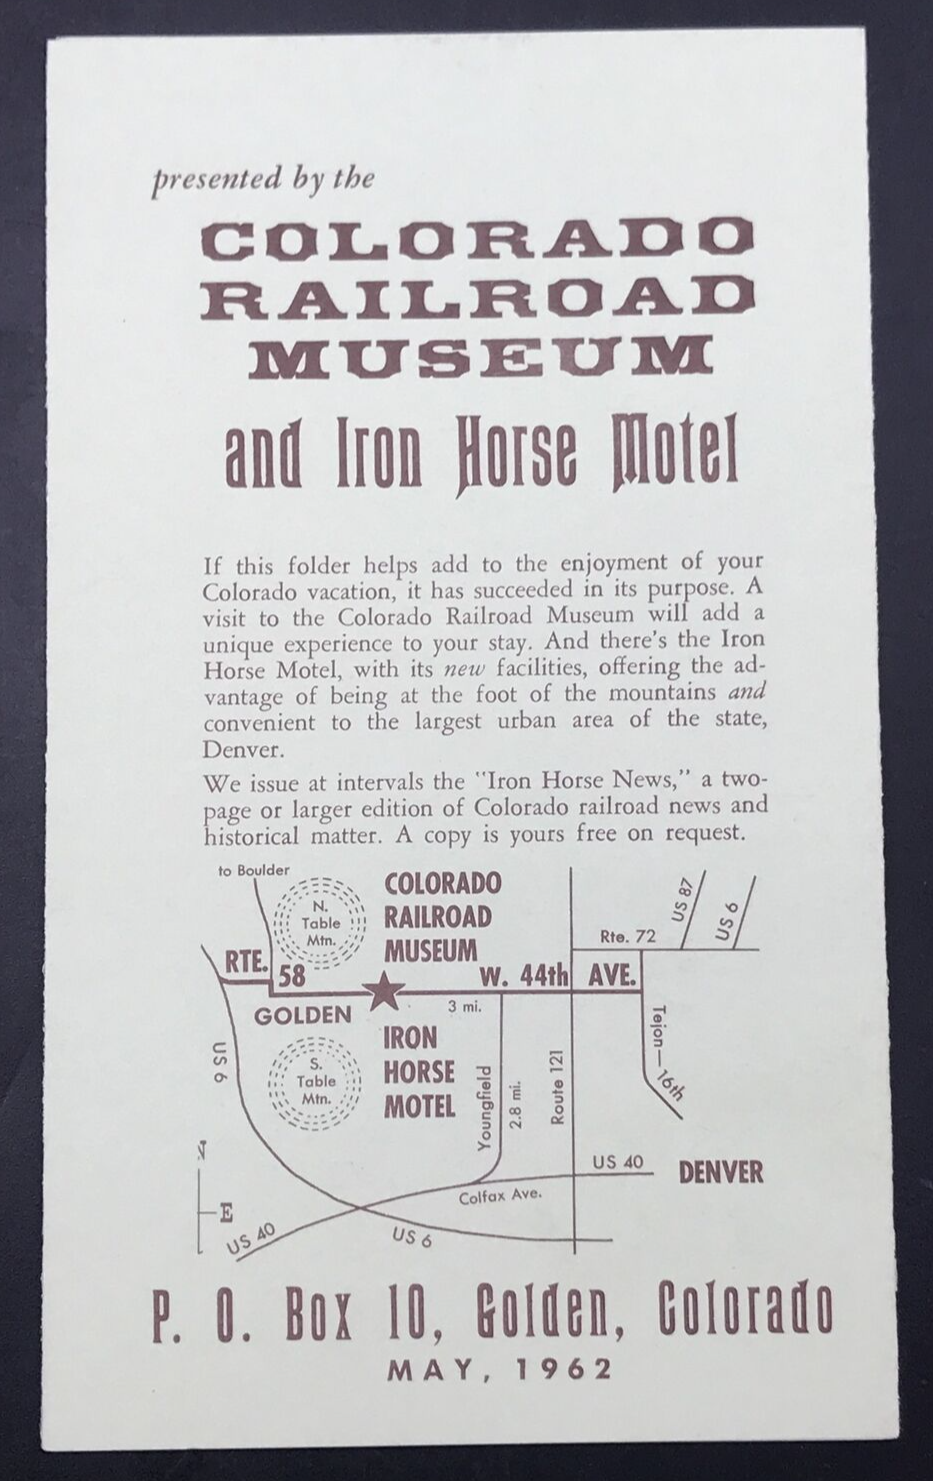 presented by the
COLORADO
RAILROAD
MUSEUM
and Iron Horse Motel
If this folder helps add to the enjoyment of your
Colorado vacation, it has succeeded in its purpose. A
visit to the Colorado Railroad Museum will add a
unique experience to your stay. And there's the Iron
Horse Motel, with its new facilities, offering the ad-
vantage of being at the foot of the mountains and
convenient to the largest urban area of the state,
Denver.
We issue at intervals the "Iron Horse News," a two-
page or larger edition of Colorado railroad news and
historical matter. A copy is yours free on request.
to Boulder
N.
Table
Mtn.
COLORADO
RAILROAD
MUSEUM
US 87
US 6
Rte. 72
RTE. 58
W. 44th AVE.
GOLDEN
3 mi.
Tejon—16th
US 6
S.
Table
Mtn.
IRON
HORSE
MOTEL
Youngfield
2.8 mi.
Route 121
N
E
US 40
DENVER
Colfax Ave.
US 40
US 6
P. O. Box 10, Golden, Colorado
MAY, 1962